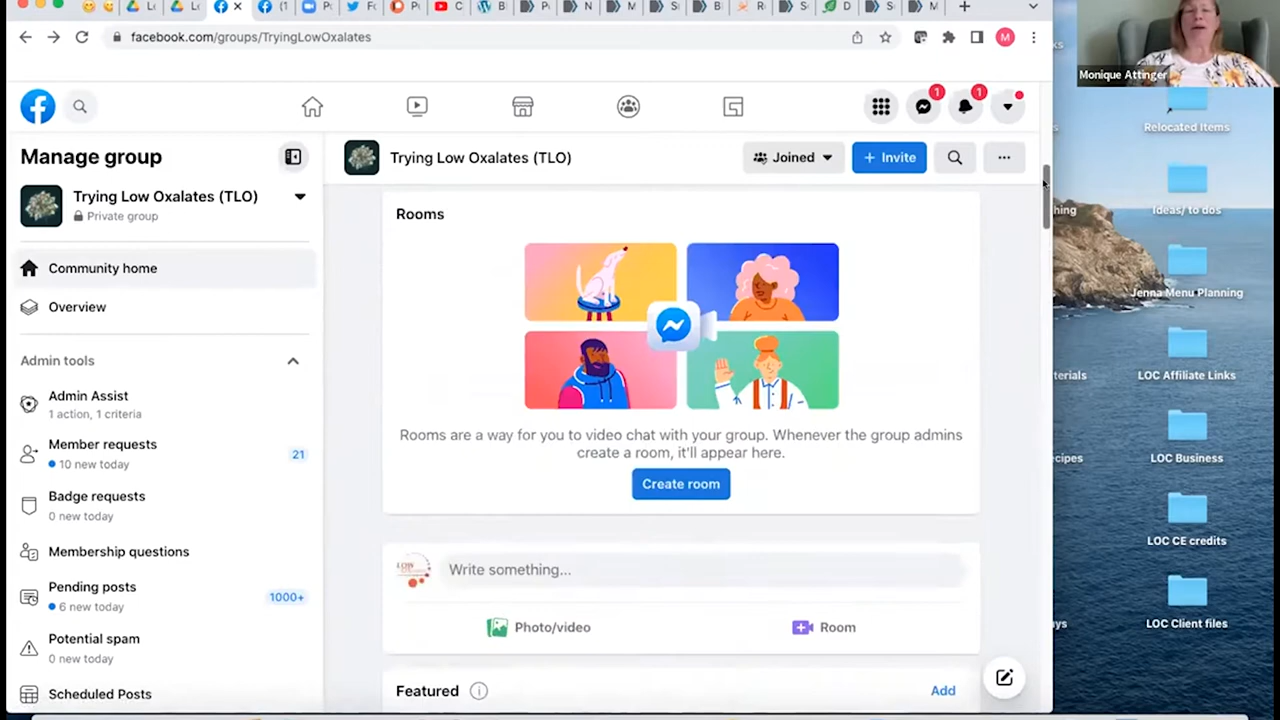 facebook.com/groups/TryingLowOxalates
Monique Attinger
Relocated Items
Ideas/ to dos
Jenna Menu Planning
LOC Affiliate Links
LOC Business
LOC CE credits
LOC Client files
Manage group
Trying Low Oxalates (TLO)
Private group
Community home
Overview
Admin tools
Admin Assist
1 action, 1 criteria
Member requests
10 new today
21
Badge requests
0 new today
Membership questions
Pending posts
6 new today
1000+
Potential spam
0 new today
Scheduled Posts
1
1
M
Trying Low Oxalates (TLO)
Joined
+ Invite
Rooms
Rooms are a way for you to video chat with your group. Whenever the group admins
create a room, it'll appear here.
Create room
Write something...
Photo/video
Room
Featured
Add